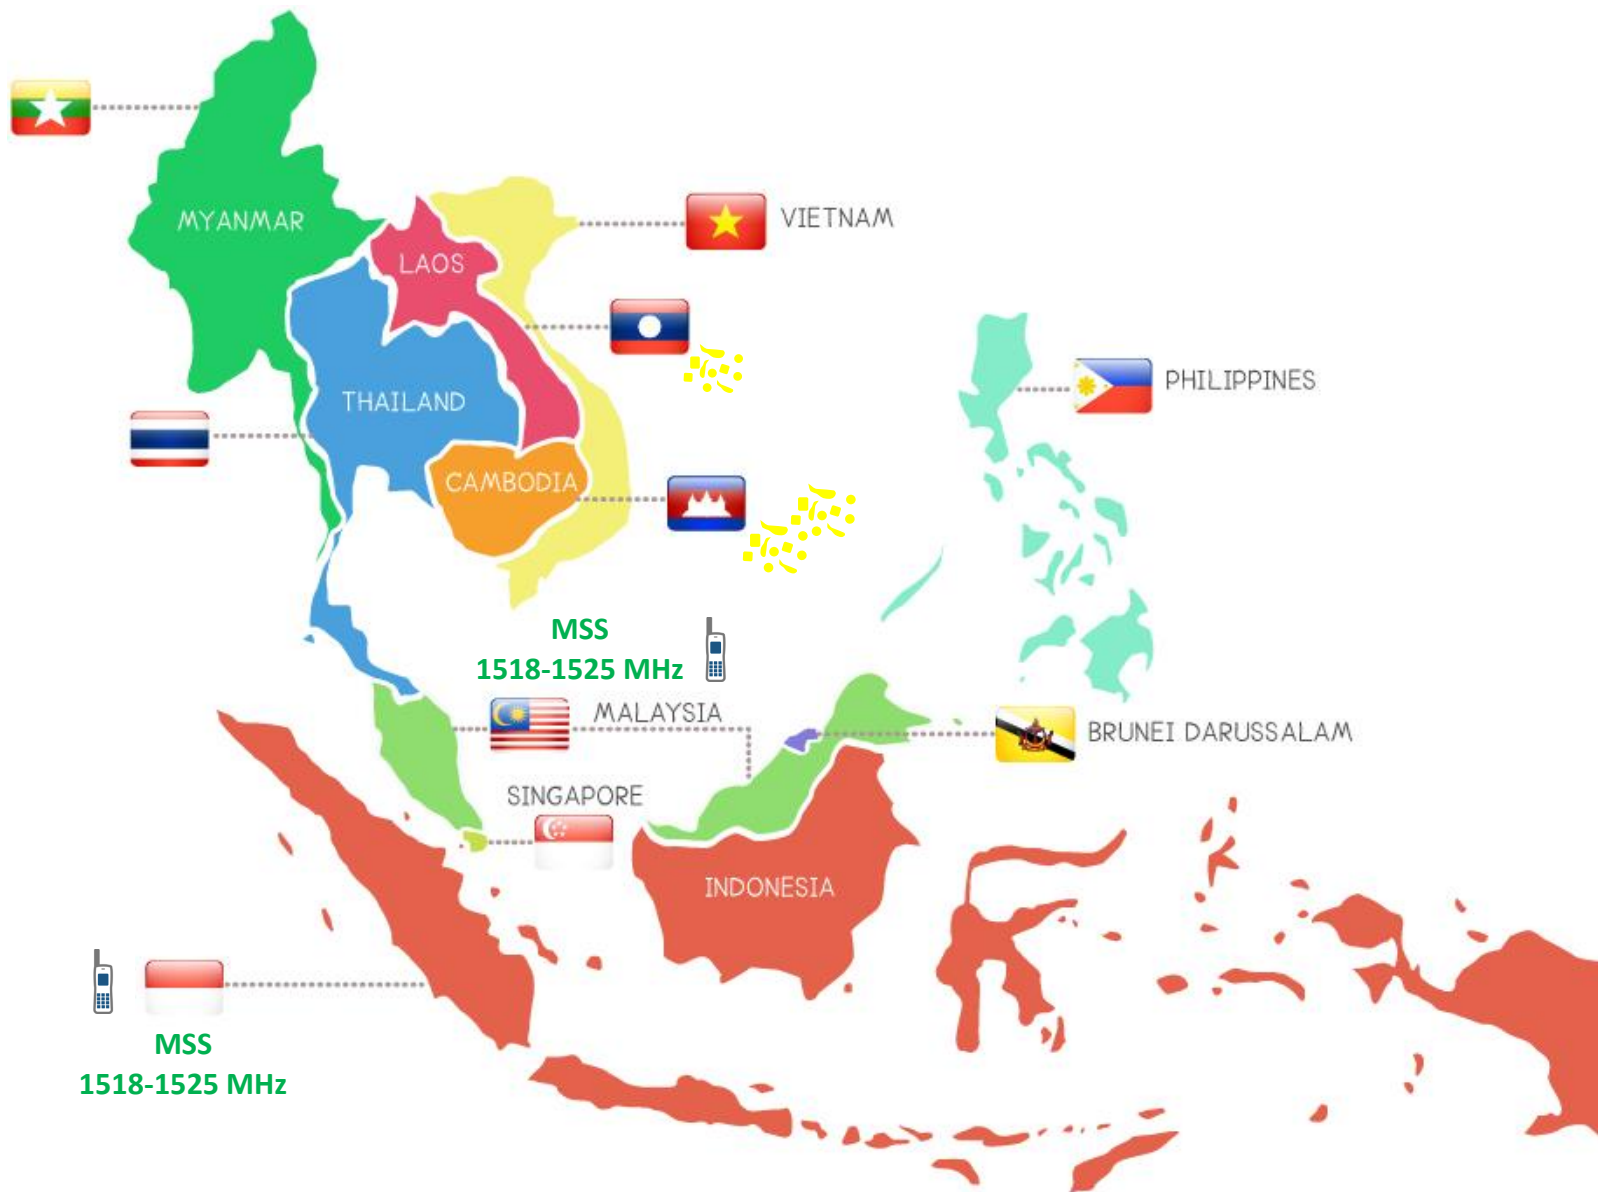 MYANMAR
VIETNAM
LAOS
PHILIPPINES
THAILAND
CAMBODIA
MSS
1518-1525 MHz
MALAYSIA
BRUNEI DARUSSALAM
SINGAPORE
INDONESIA
MSS
1518-1525 MHz